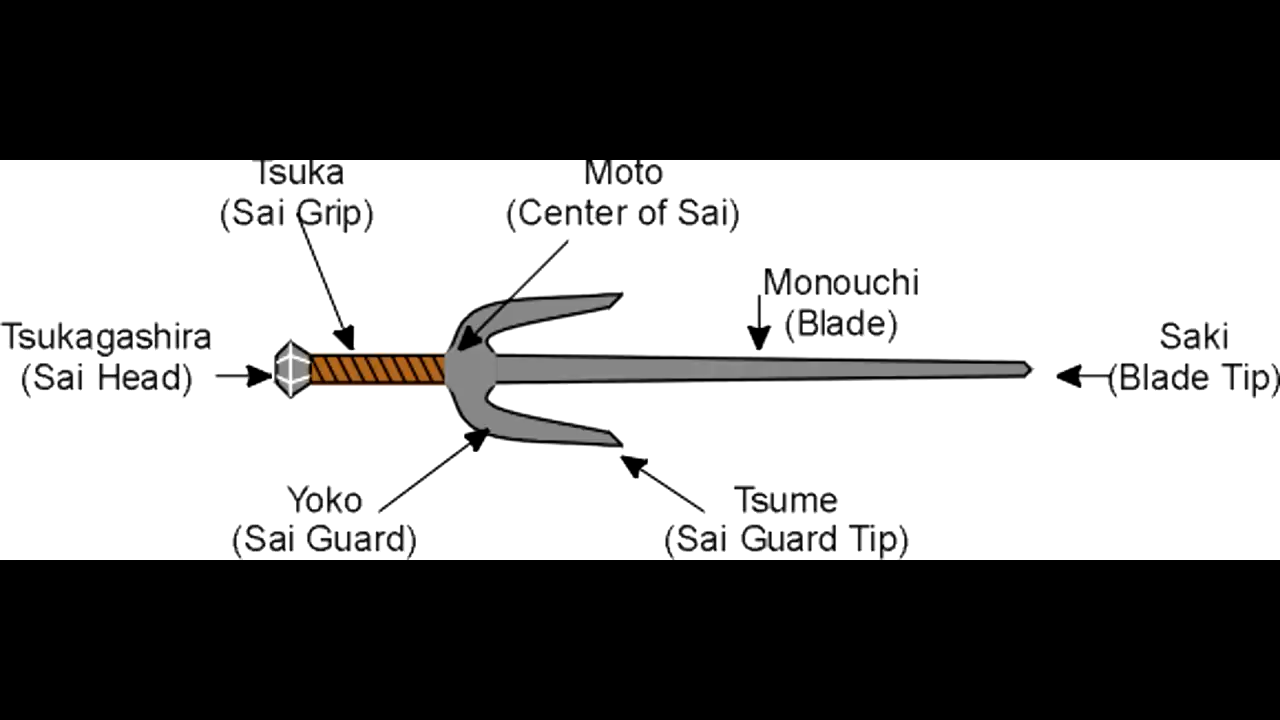 Tsuka
(Sai Grip)
Moto
(Center of Sai)
Monouchi
(Blade)
Tsukagashira
(Sai Head)
Saki
(Blade Tip)
Yoko
(Sai Guard)
Tsume
(Sai Guard Tip)